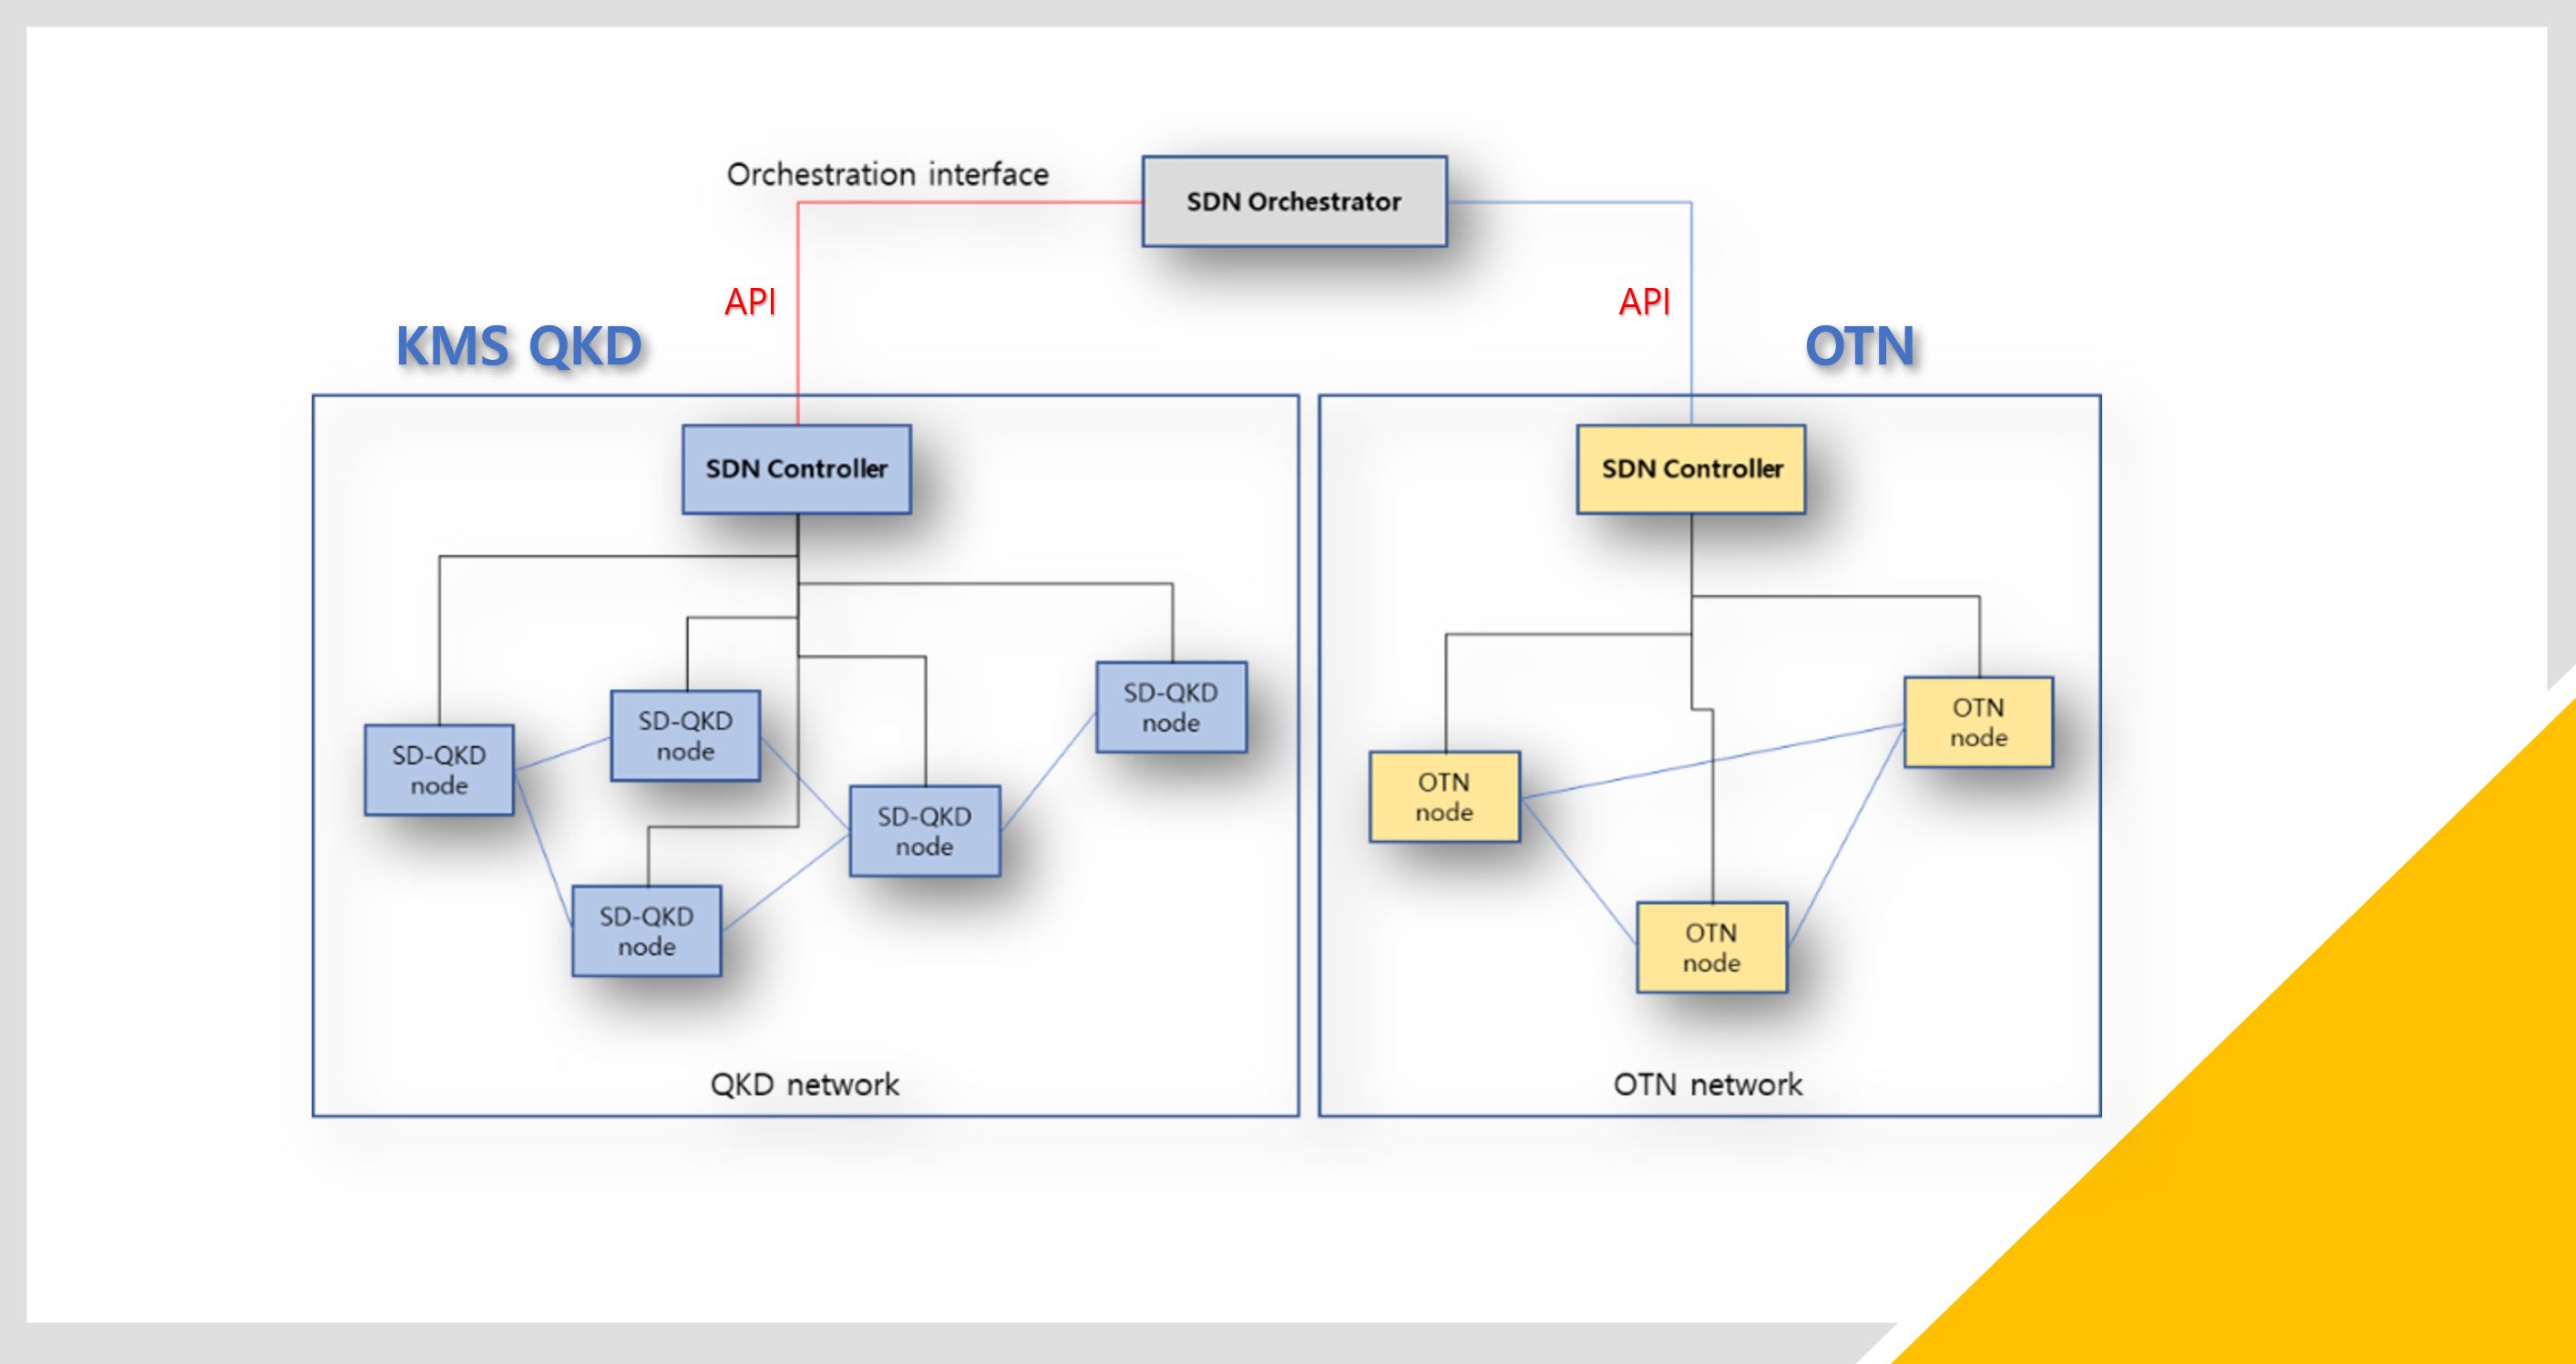 Orchestration interface
SDN Orchestrator
API
API
KMS QKD
OTN
SDN Controller
SDN Controller
SD-QKD
node
SD-QKD
node
SD-QKD
node
SD-QKD
node
SD-QKD
node
OTN
node
OTN
node
OTN
node
QKD network
OTN network